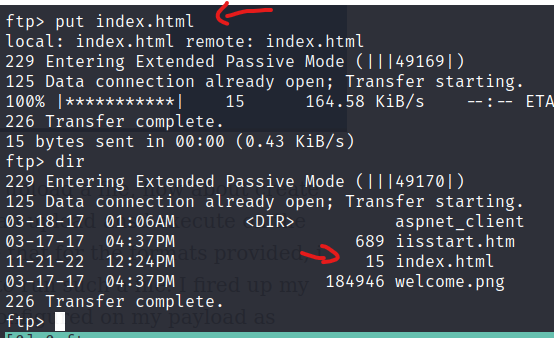 ftp> put index.html
local: index.html remote: index.html
229 Entering Extended Passive Mode (|||49169|)
125 Data connection already open; Transfer starting.
100% |***********|    15      164.58 KiB/s    --:-- ETA
226 Transfer complete.
15 bytes sent in 00:00 (0.43 KiB/s)
ftp> dir
229 Entering Extended Passive Mode (|||49170|)
125 Data connection already open; Transfer starting.
03-18-17  01:06AM       <DIR>          aspnet_client
03-17-17  04:37PM                  689 iisstart.htm
11-21-22  12:24PM                   15 index.html
03-17-17  04:37PM               184946 welcome.png
226 Transfer complete.
ftp>